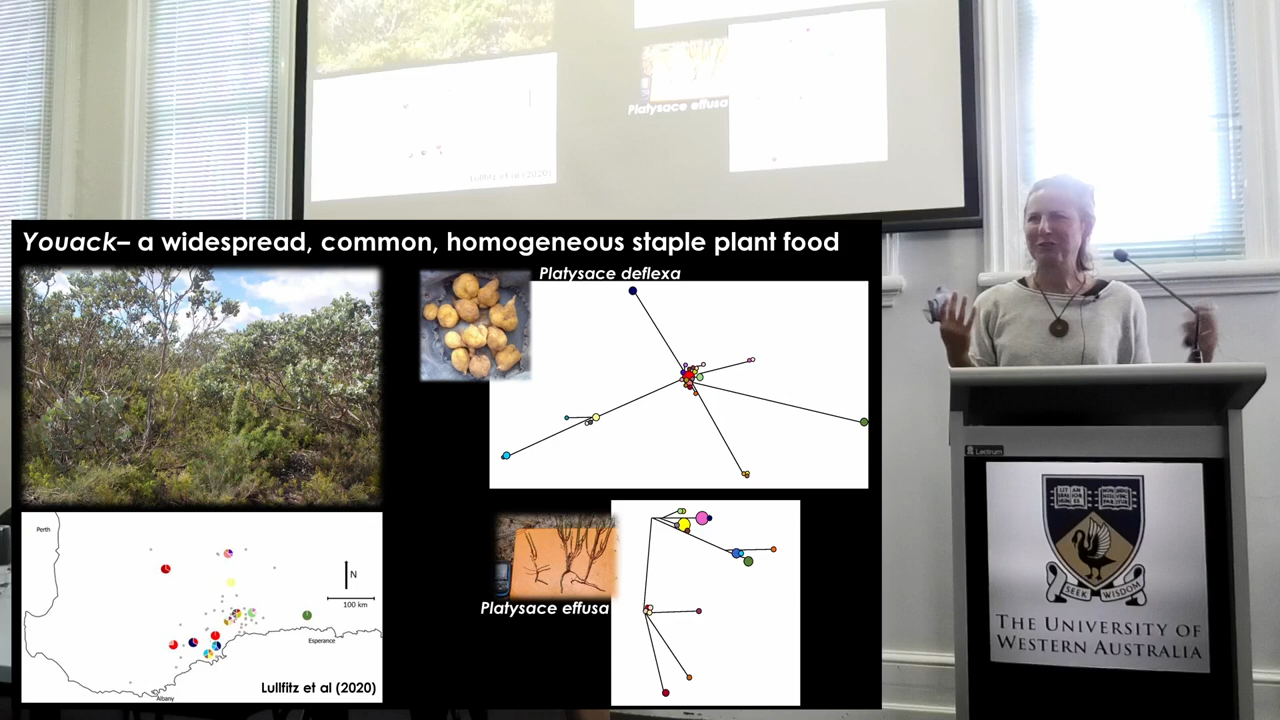 Platysace effusa
Lullfitz et al (2020)
Youack– a widespread, common, homogeneous staple plant food
Platysace deflexa
Platysace effusa
Perth
N
100 km
Esperance
Albany
Lullfitz et al (2020)
Lectrum
SEEK WISDOM
THE UNIVERSITY OF
WESTERN AUSTRALIA